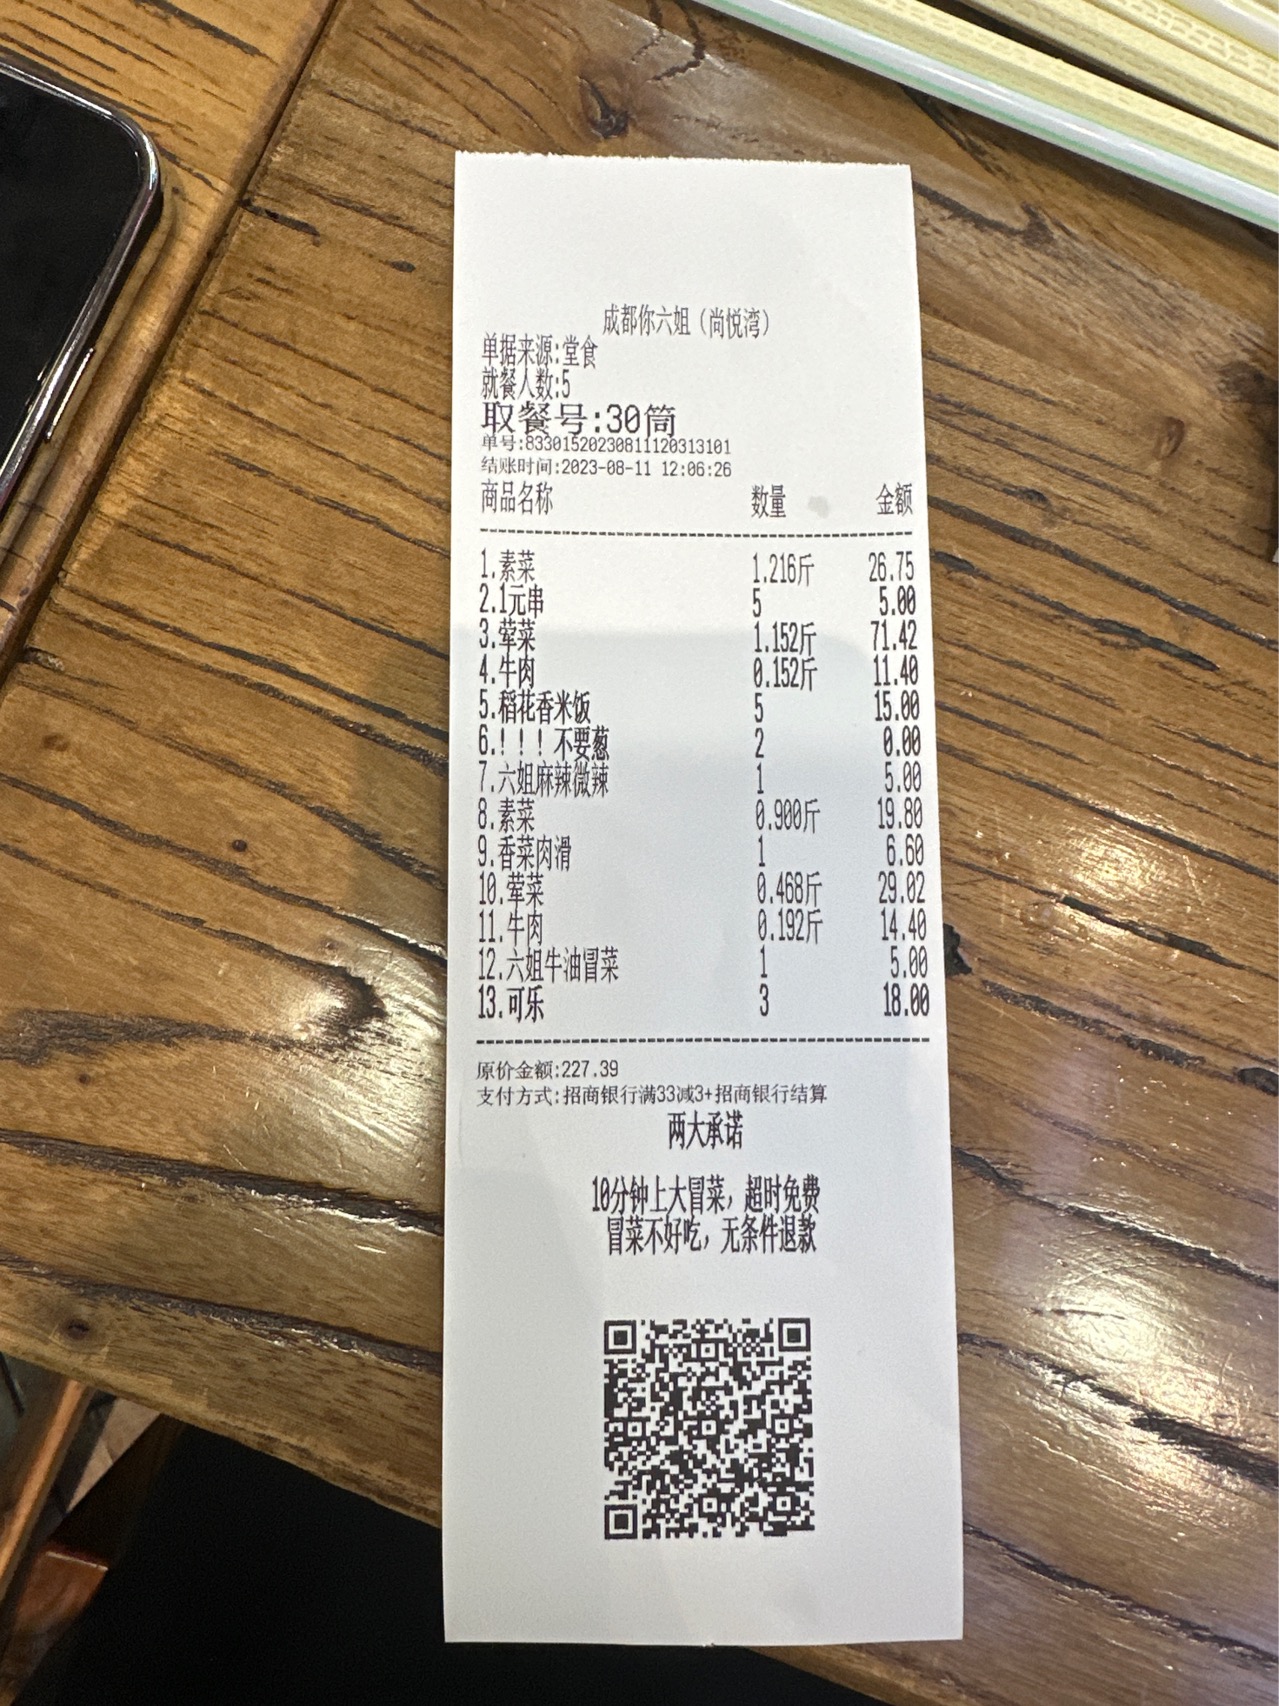 成都你六姐(尚悦湾)
单据来源:堂食
就餐人数:5
取餐号:30筒
单号:833015202308111120313101
结账时间:2023-08-11 12:06:26
商品名称 数量 金额
1.素菜 1.216斤 26.75
2.1元串 5 5.00
3.荤菜 1.152斤 71.42
4.牛肉 0.152斤 11.40
5.稻花香米饭 5 15.00
6.!!!不要葱 2 0.00
7.六姐麻辣微辣 1 5.00
8.素菜 0.900斤 19.80
9.香菜肉滑 1 6.60
10.荤菜 0.468斤 29.02
11.牛肉 0.192斤 14.40
12.六姐牛油冒菜 1 5.00
13.可乐 3 18.00
原价金额:227.39
支付方式:招商银行满33减3+招商银行结算
两大承诺
10分钟上大冒菜,超时免费
冒菜不好吃,无条件退款